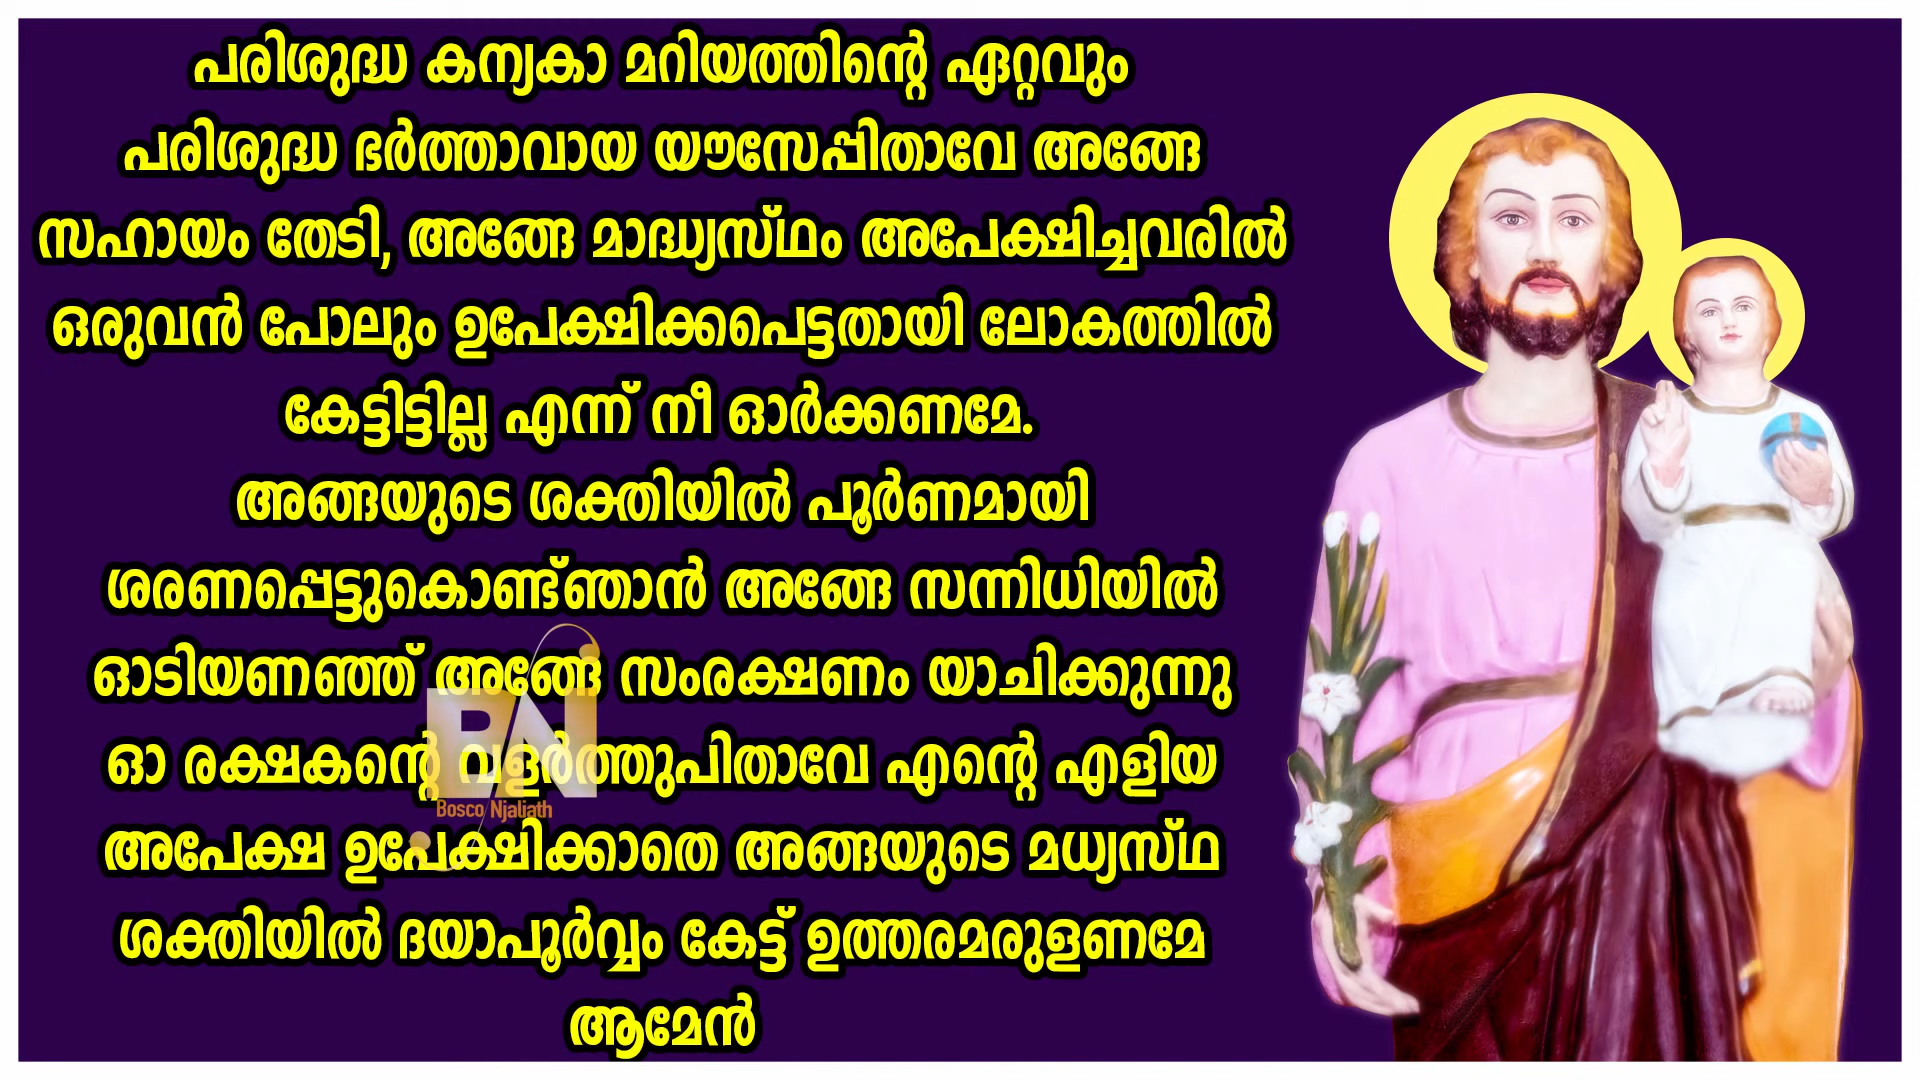 പരിശുദ്ധ കന്യകാ മറിയത്തിന്റെ ഏറ്റവും
പരിശുദ്ധ ഭർത്താവായ യൗസേപ്പിതാവേ അങ്ങേ
സഹായം തേടി, അങ്ങേ മാദ്ധ്യസ്ഥം അപേക്ഷിച്ചവരിൽ
ഒരുവൻ പോലും ഉപേക്ഷിക്കപെട്ടതായി ലോകത്തിൽ
കേട്ടിട്ടില്ല എന്ന് നീ ഓർക്കണമേ.
അങ്ങയുടെ ശക്തിയിൽ പൂർണമായി
ശരണപ്പെട്ടുകൊണ്ട്ഞാൻ അങ്ങേ സന്നിധിയിൽ
ഓടിയണഞ്ഞ് അങ്ങേ സംരക്ഷണം യാചിക്കുന്നു
ഓ രക്ഷകന്റെ വളർത്തുപിതാവേ എന്റെ എളിയ
അപേക്ഷ ഉപേക്ഷിക്കാതെ അങ്ങയുടെ മധ്യസ്ഥ
ശക്തിയിൽ ദയാപൂർവ്വം കേട്ട് ഉത്തരമരുളണമേ
ആമേൻ
BN
Bosco Njaliath